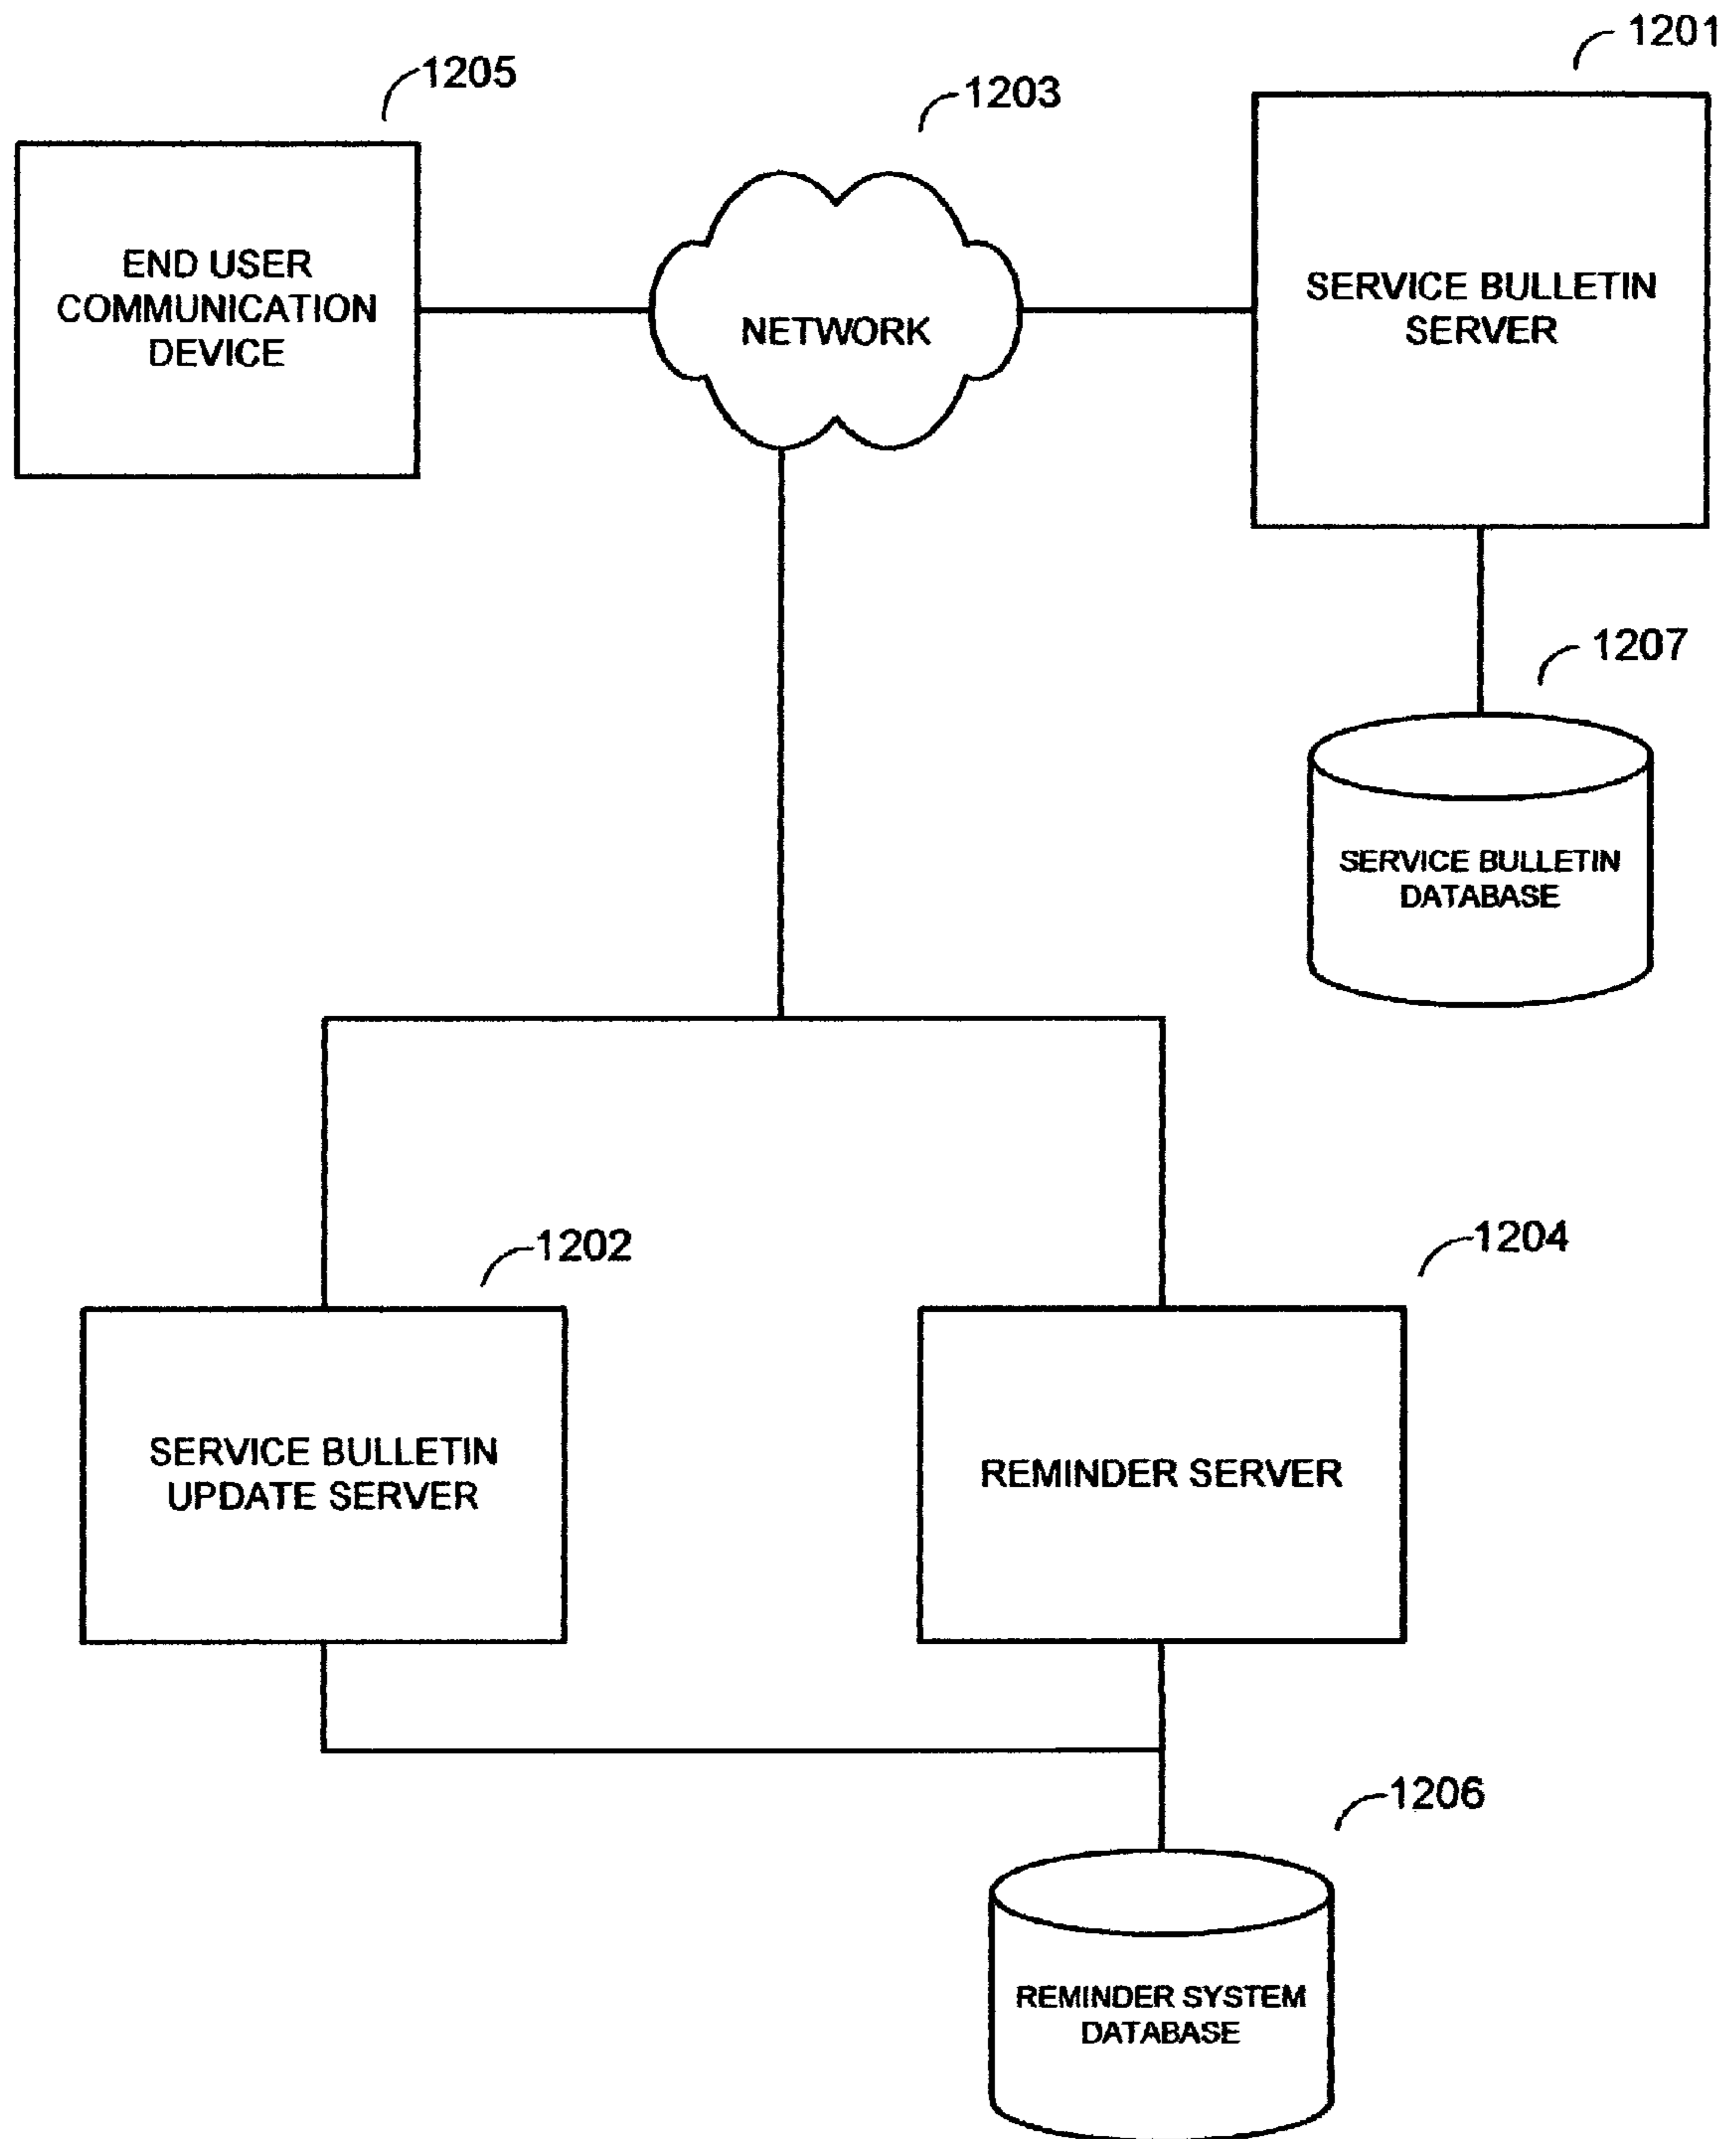 1201
1205
1203
END USER
COMMUNICATION
DEVICE
NETWORK
SERVICE BULLETIN
SERVER
1207
SERVICE BULLETIN
DATABASE
1202
1204
SERVICE BULLETIN
UPDATE SERVER
REMINDER SERVER
1206
REMINDER SYSTEM
DATABASE